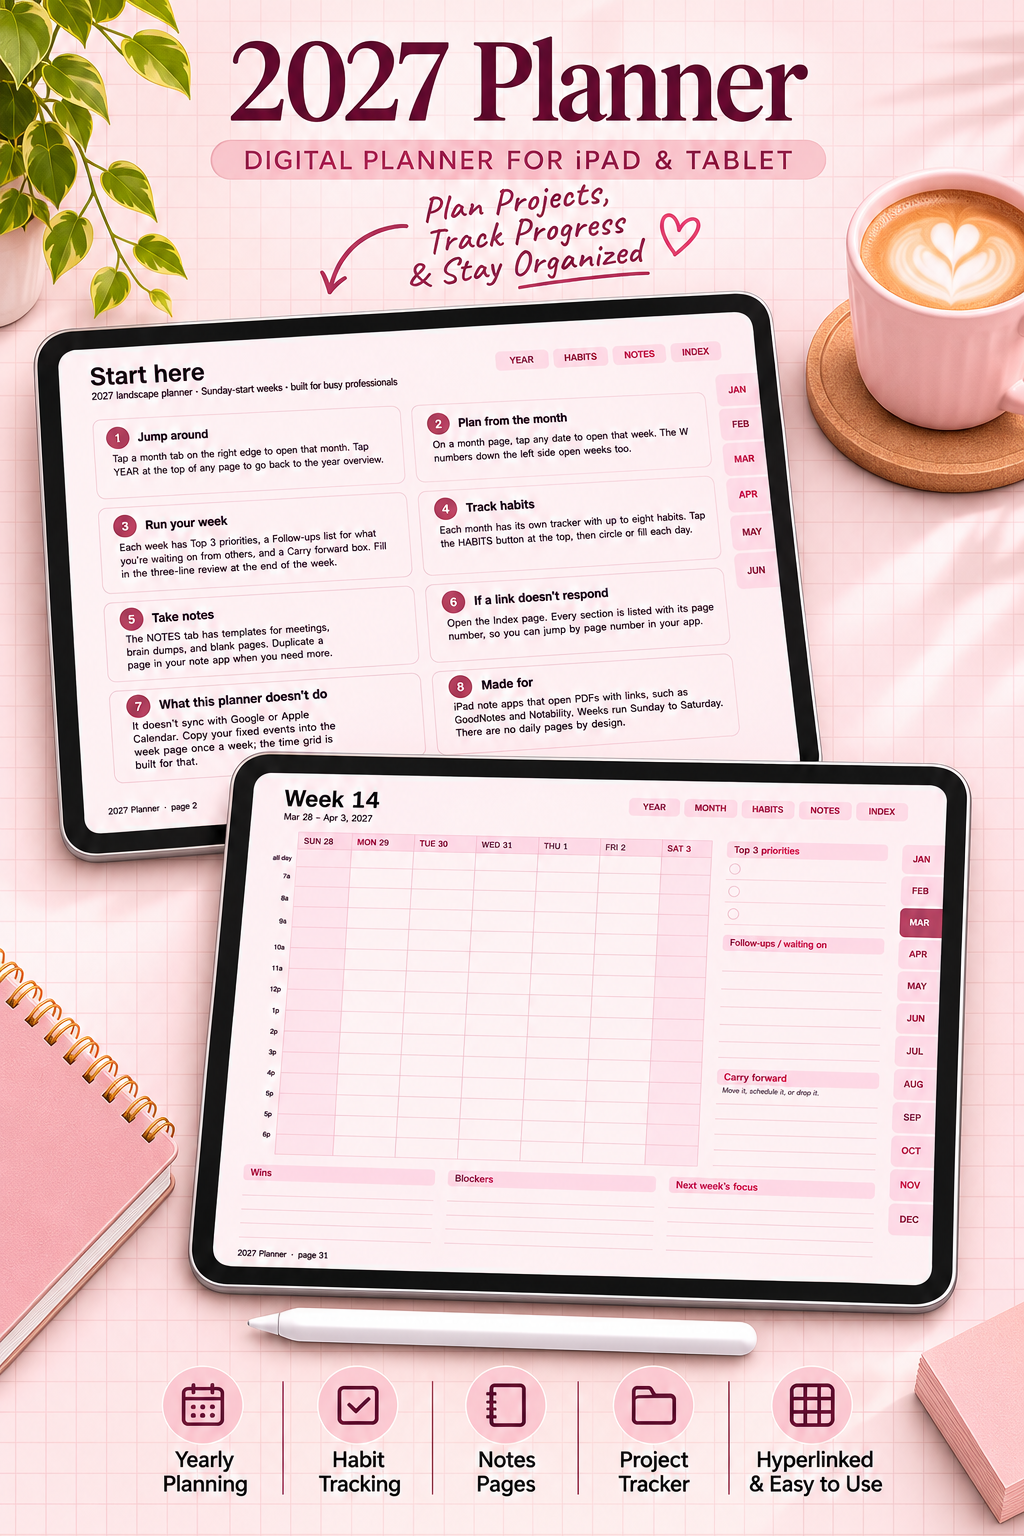 2027 Planner
DIGITAL PLANNER FOR iPAD & TABLET
Plan Projects,
Track Progress
& Stay Organized
Start here
2027 landscape planner · Sunday-start weeks · built for busy professionals
YEAR
HABITS
NOTES
INDEX
JAN
FEB
MAR
APR
MAY
JUN
1 Jump around
Tap a month tab on the right edge to open that month. Tap
YEAR at the top of any page to go back to the year overview.
2 Plan from the month
On a month page, tap any date to open that week. The W
numbers down the left side open weeks too.
3 Run your week
Each week has Top 3 priorities, a Follow-ups list for what
you're waiting on from others, and a Carry forward box. Fill
in the three-line review at the end of the week.
4 Track habits
Each month has its own tracker with up to eight habits. Tap
the HABITS button at the top, then circle or fill each day.
5 Take notes
The NOTES tab has templates for meetings,
brain dumps, and blank pages. Duplicate a
page in your note app when you need more.
6 If a link doesn't respond
Open the Index page. Every section is listed with its page
number, so you can jump by page number in your app.
7 What this planner doesn't do
It doesn't sync with Google or Apple
Calendar. Copy your fixed events into the
week page once a week; the time grid is
built for that.
8 Made for
iPad note apps that open PDFs with links, such as
GoodNotes and Notability. Weeks run Sunday to Saturday.
There are no daily pages by design.
2027 Planner · page 2
Week 14
Mar 28 – Apr 3, 2027
YEAR
MONTH
HABITS
NOTES
INDEX
SUN 28
MON 29
TUE 30
WED 31
THU 1
FRI 2
SAT 3
all day
7a
8a
9a
10a
11a
12p
1p
2p
3p
4p
5p
5p
6p
Top 3 priorities
Follow-ups / waiting on
Carry forward
Move it, schedule it, or drop it.
JAN
FEB
MAR
APR
MAY
JUN
JUL
AUG
SEP
OCT
NOV
DEC
Wins
Blockers
Next week's focus
2027 Planner · page 31
Yearly
Planning
Habit
Tracking
Notes
Pages
Project
Tracker
Hyperlinked
& Easy to Use